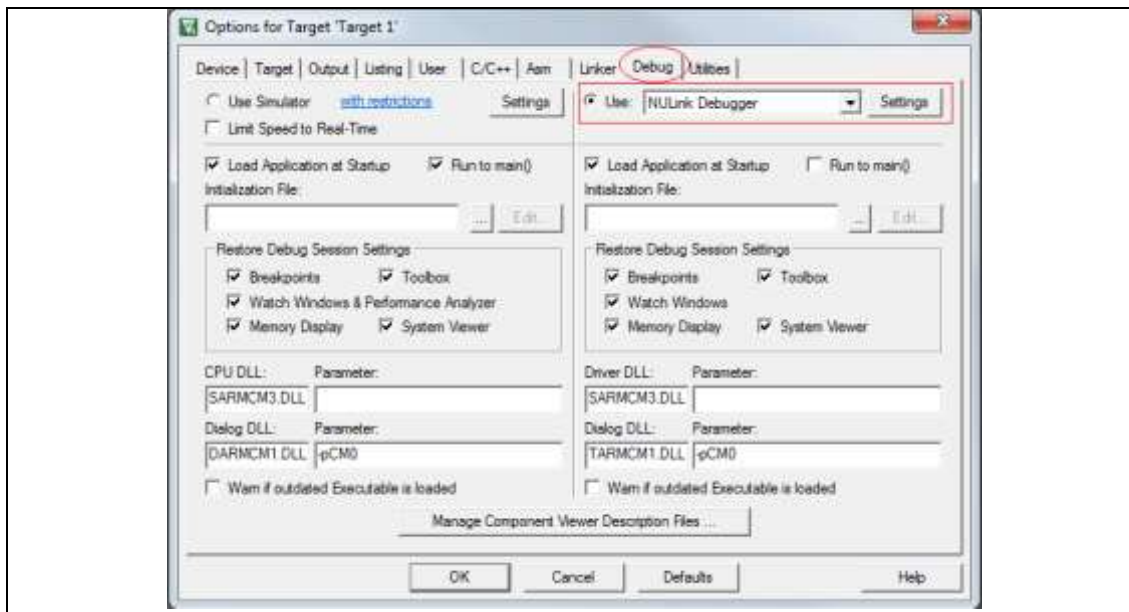 Options for Target 'Target 1'
Device | Target | Output | Listing | User | C/C++ | Asm | Linker | Debug | Utilities |
Use Simulator with restrictions Settings
Limit Speed to Real-Time
Use: NULink Debugger Settings
Load Application at Startup Run to main()
Initialization File:
... Edit...
Restore Debug Session Settings
Breakpoints Toolbox
Watch Windows & Performance Analyzer
Memory Display System Viewer
CPU DLL: Parameter:
SARMCM3.DLL
Dialog DLL: Parameter:
DARMCM1.DLL -pCM0
Warn if outdated Executable is loaded
Load Application at Startup Run to main()
Initialization File:
... Edit...
Restore Debug Session Settings
Breakpoints Toolbox
Watch Windows
Memory Display System Viewer
Driver DLL: Parameter:
SARMCM3.DLL
Dialog DLL: Parameter:
TARMCM1.DLL -pCM0
Warn if outdated Executable is loaded
Manage Component Viewer Description Files ...
OK Cancel Defaults Help